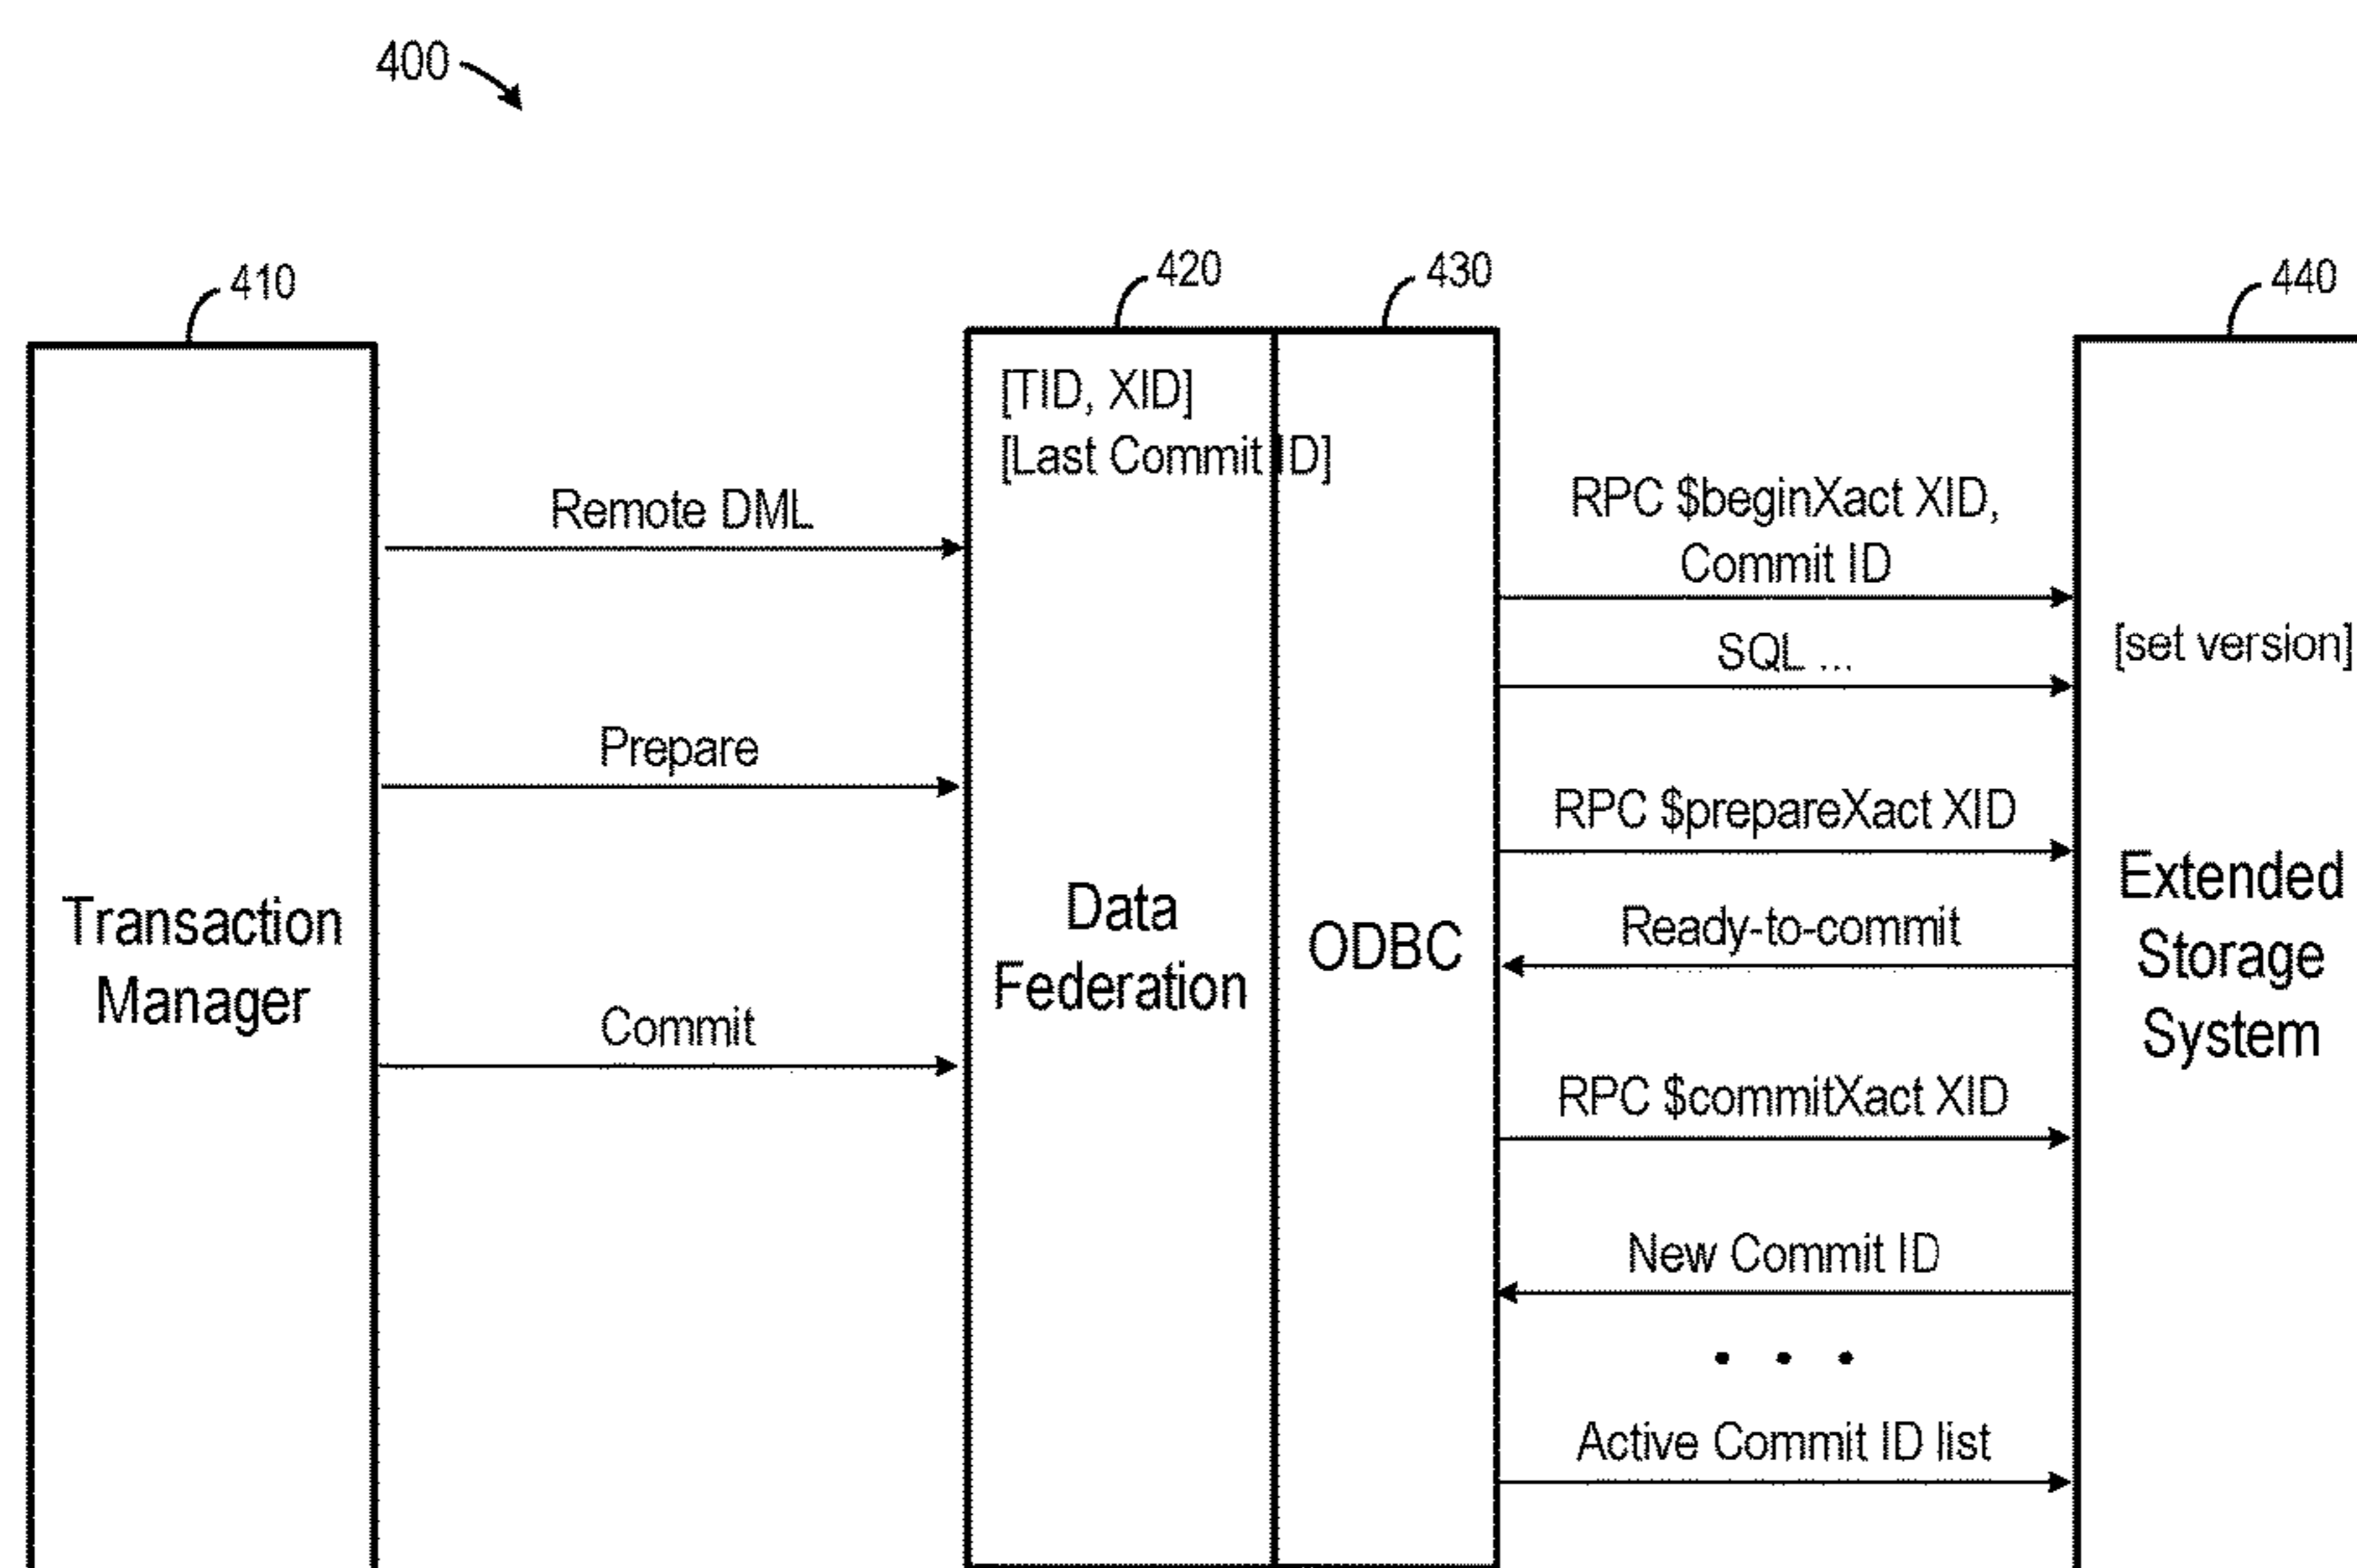 400
410
420
430
440
[TID, XID]
[Last Commit ID]
Remote DML
RPC $beginXact XID,
Commit ID
SQL ...
[set version]
Prepare
RPC $prepareXact XID
Transaction
Manager
Data
Federation
ODBC
Extended
Storage
System
Ready-to-commit
Commit
RPC $commitXact XID
New Commit ID
. . .
Active Commit ID list